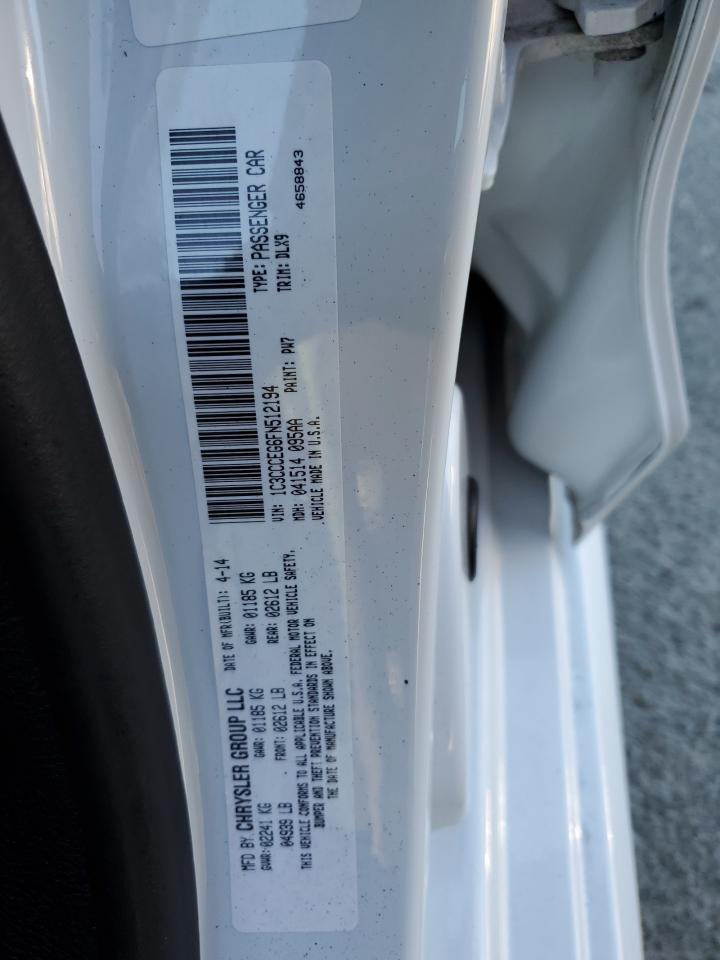 MFD BY CHRYSLER GROUP LLC DATE OF MFR(BUILT): 4-14
GVWR: 02241 KG GAWR: 01185 KG GAWR: 01185 KG
04939 LB FRONT: 02612 LB REAR: 02612 LB
THIS VEHICLE CONFORMS TO ALL APPLICABLE U.S.A. FEDERAL MOTOR VEHICLE SAFETY,
BUMPER AND THEFT PREVENTION STANDARDS IN EFFECT ON
THE DATE OF MANUFACTURE SHOWN ABOVE.
VIN: 1C3CCCEG6FN512194 TYPE: PASSENGER CAR
MDH: 041514 095AA PAINT: PW7 TRIM: DLX9
VEHICLE MADE IN U.S.A. 4658843